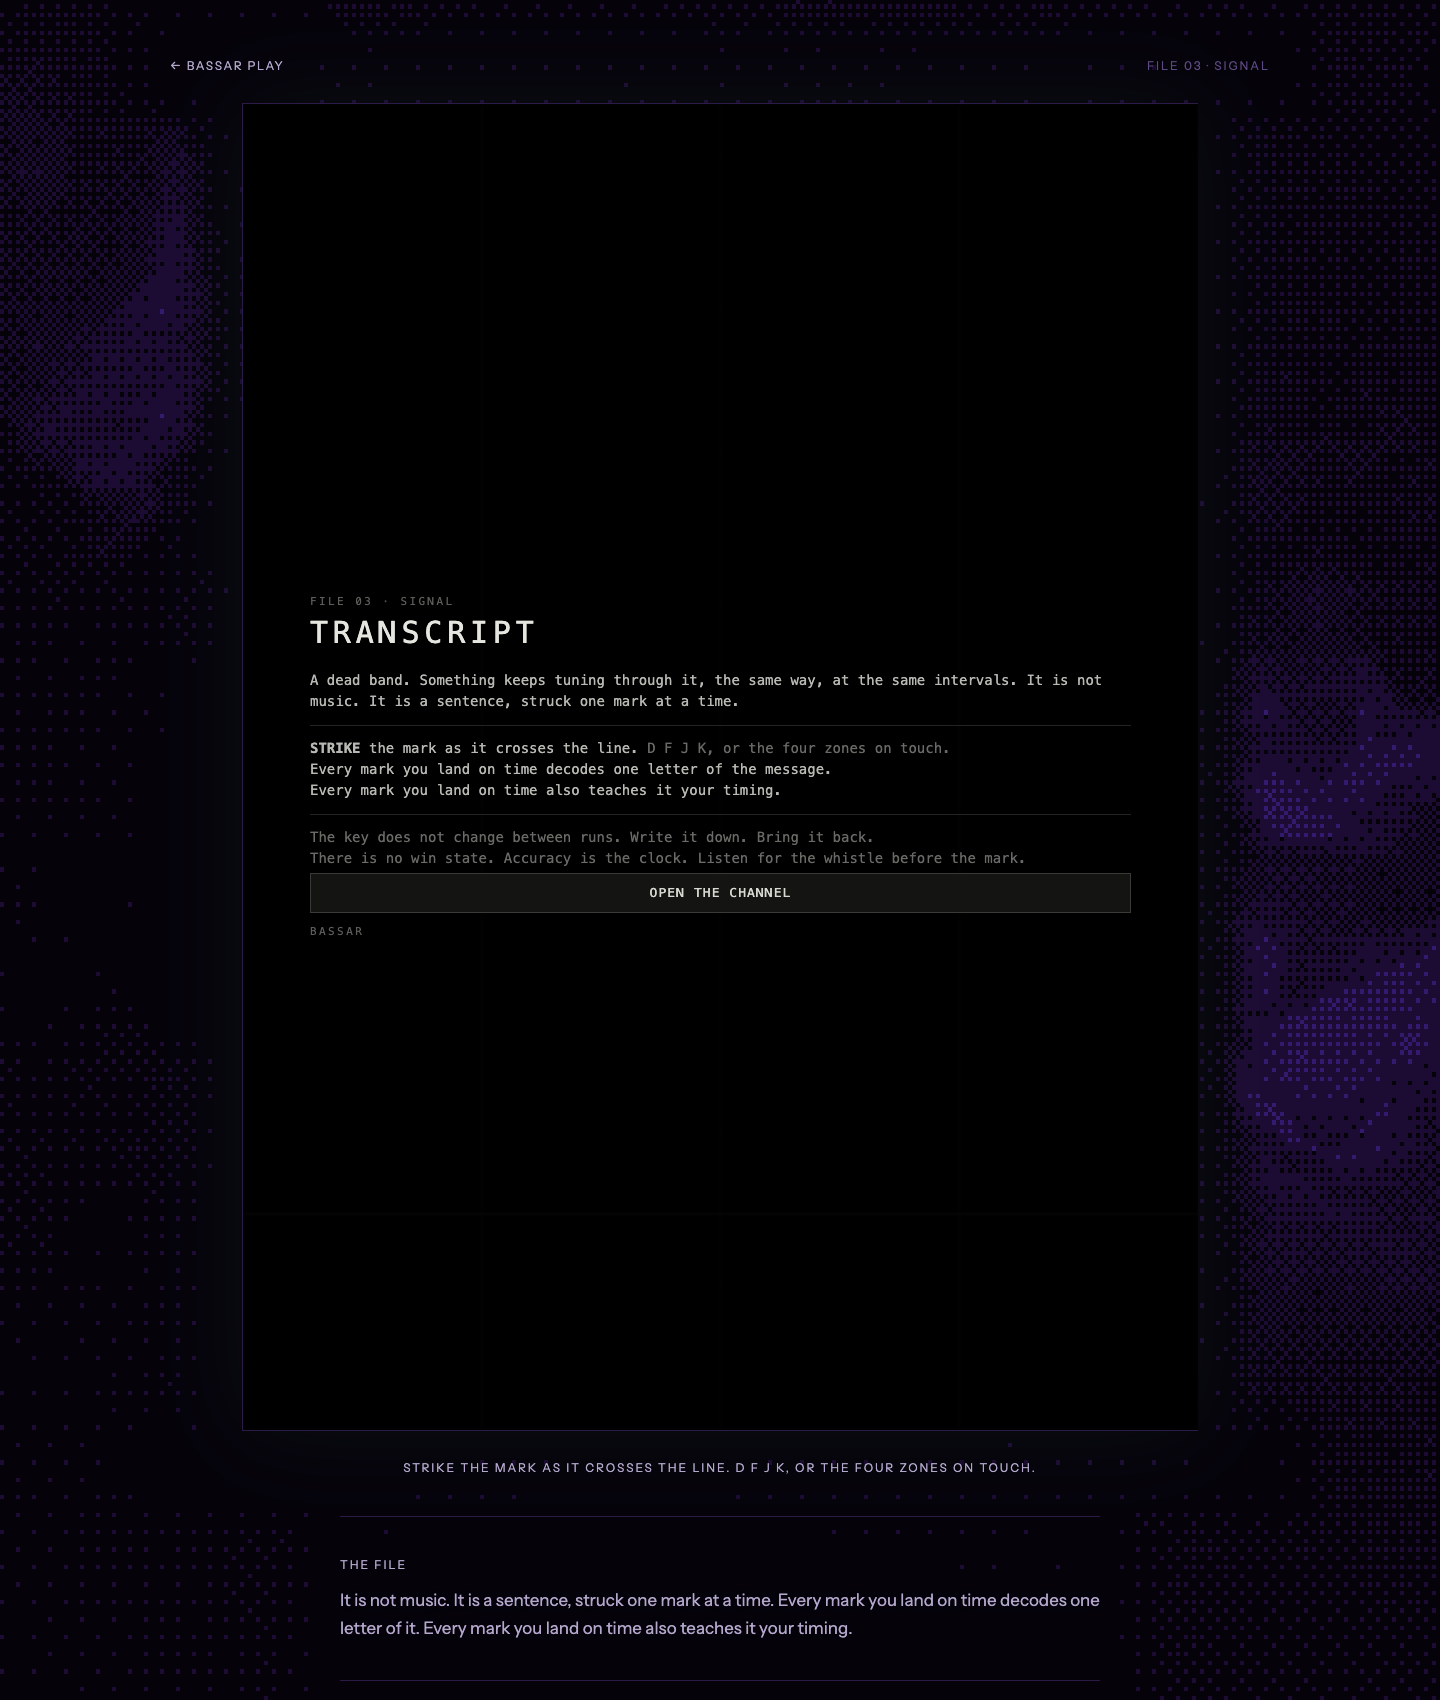 ← BASSAR PLAY
FILE 03 · SIGNAL
FILE 03 · SIGNAL
TRANSCRIPT
A dead band. Something keeps tuning through it, the same way, at the same intervals. It is not
music. It is a sentence, struck one mark at a time.
STRIKE the mark as it crosses the line. D F J K, or the four zones on touch.
Every mark you land on time decodes one letter of the message.
Every mark you land on time also teaches it your timing.
The key does not change between runs. Write it down. Bring it back.
There is no win state. Accuracy is the clock. Listen for the whistle before the mark.
OPEN THE CHANNEL
BASSAR
STRIKE THE MARK AS IT CROSSES THE LINE. D F J K, OR THE FOUR ZONES ON TOUCH.
THE FILE
It is not music. It is a sentence, struck one mark at a time. Every mark you land on time decodes one
letter of it. Every mark you land on time also teaches it your timing.